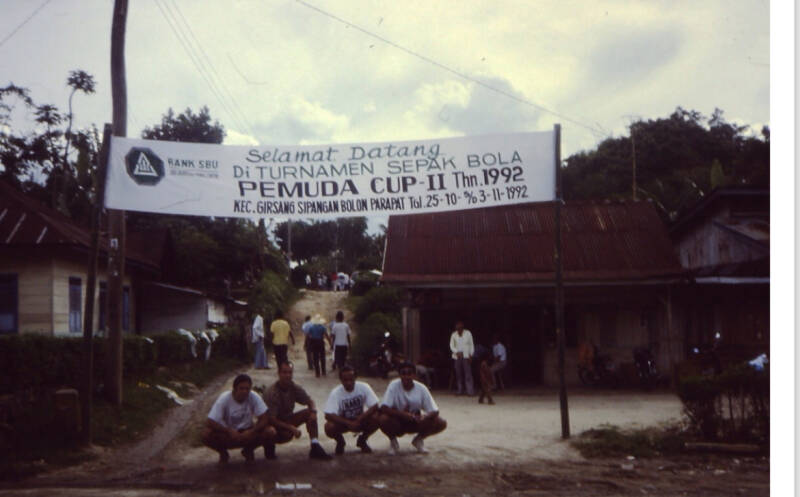 BANK SBU
Selamat Datang
Di TURNAMEN SEPAK BOLA
PEMUDA CUP-II Thn.1992
KEC. GIRSANG SIPANGAN BOLON PARAPAT Tgl.25-10-S/D 3-11-1992